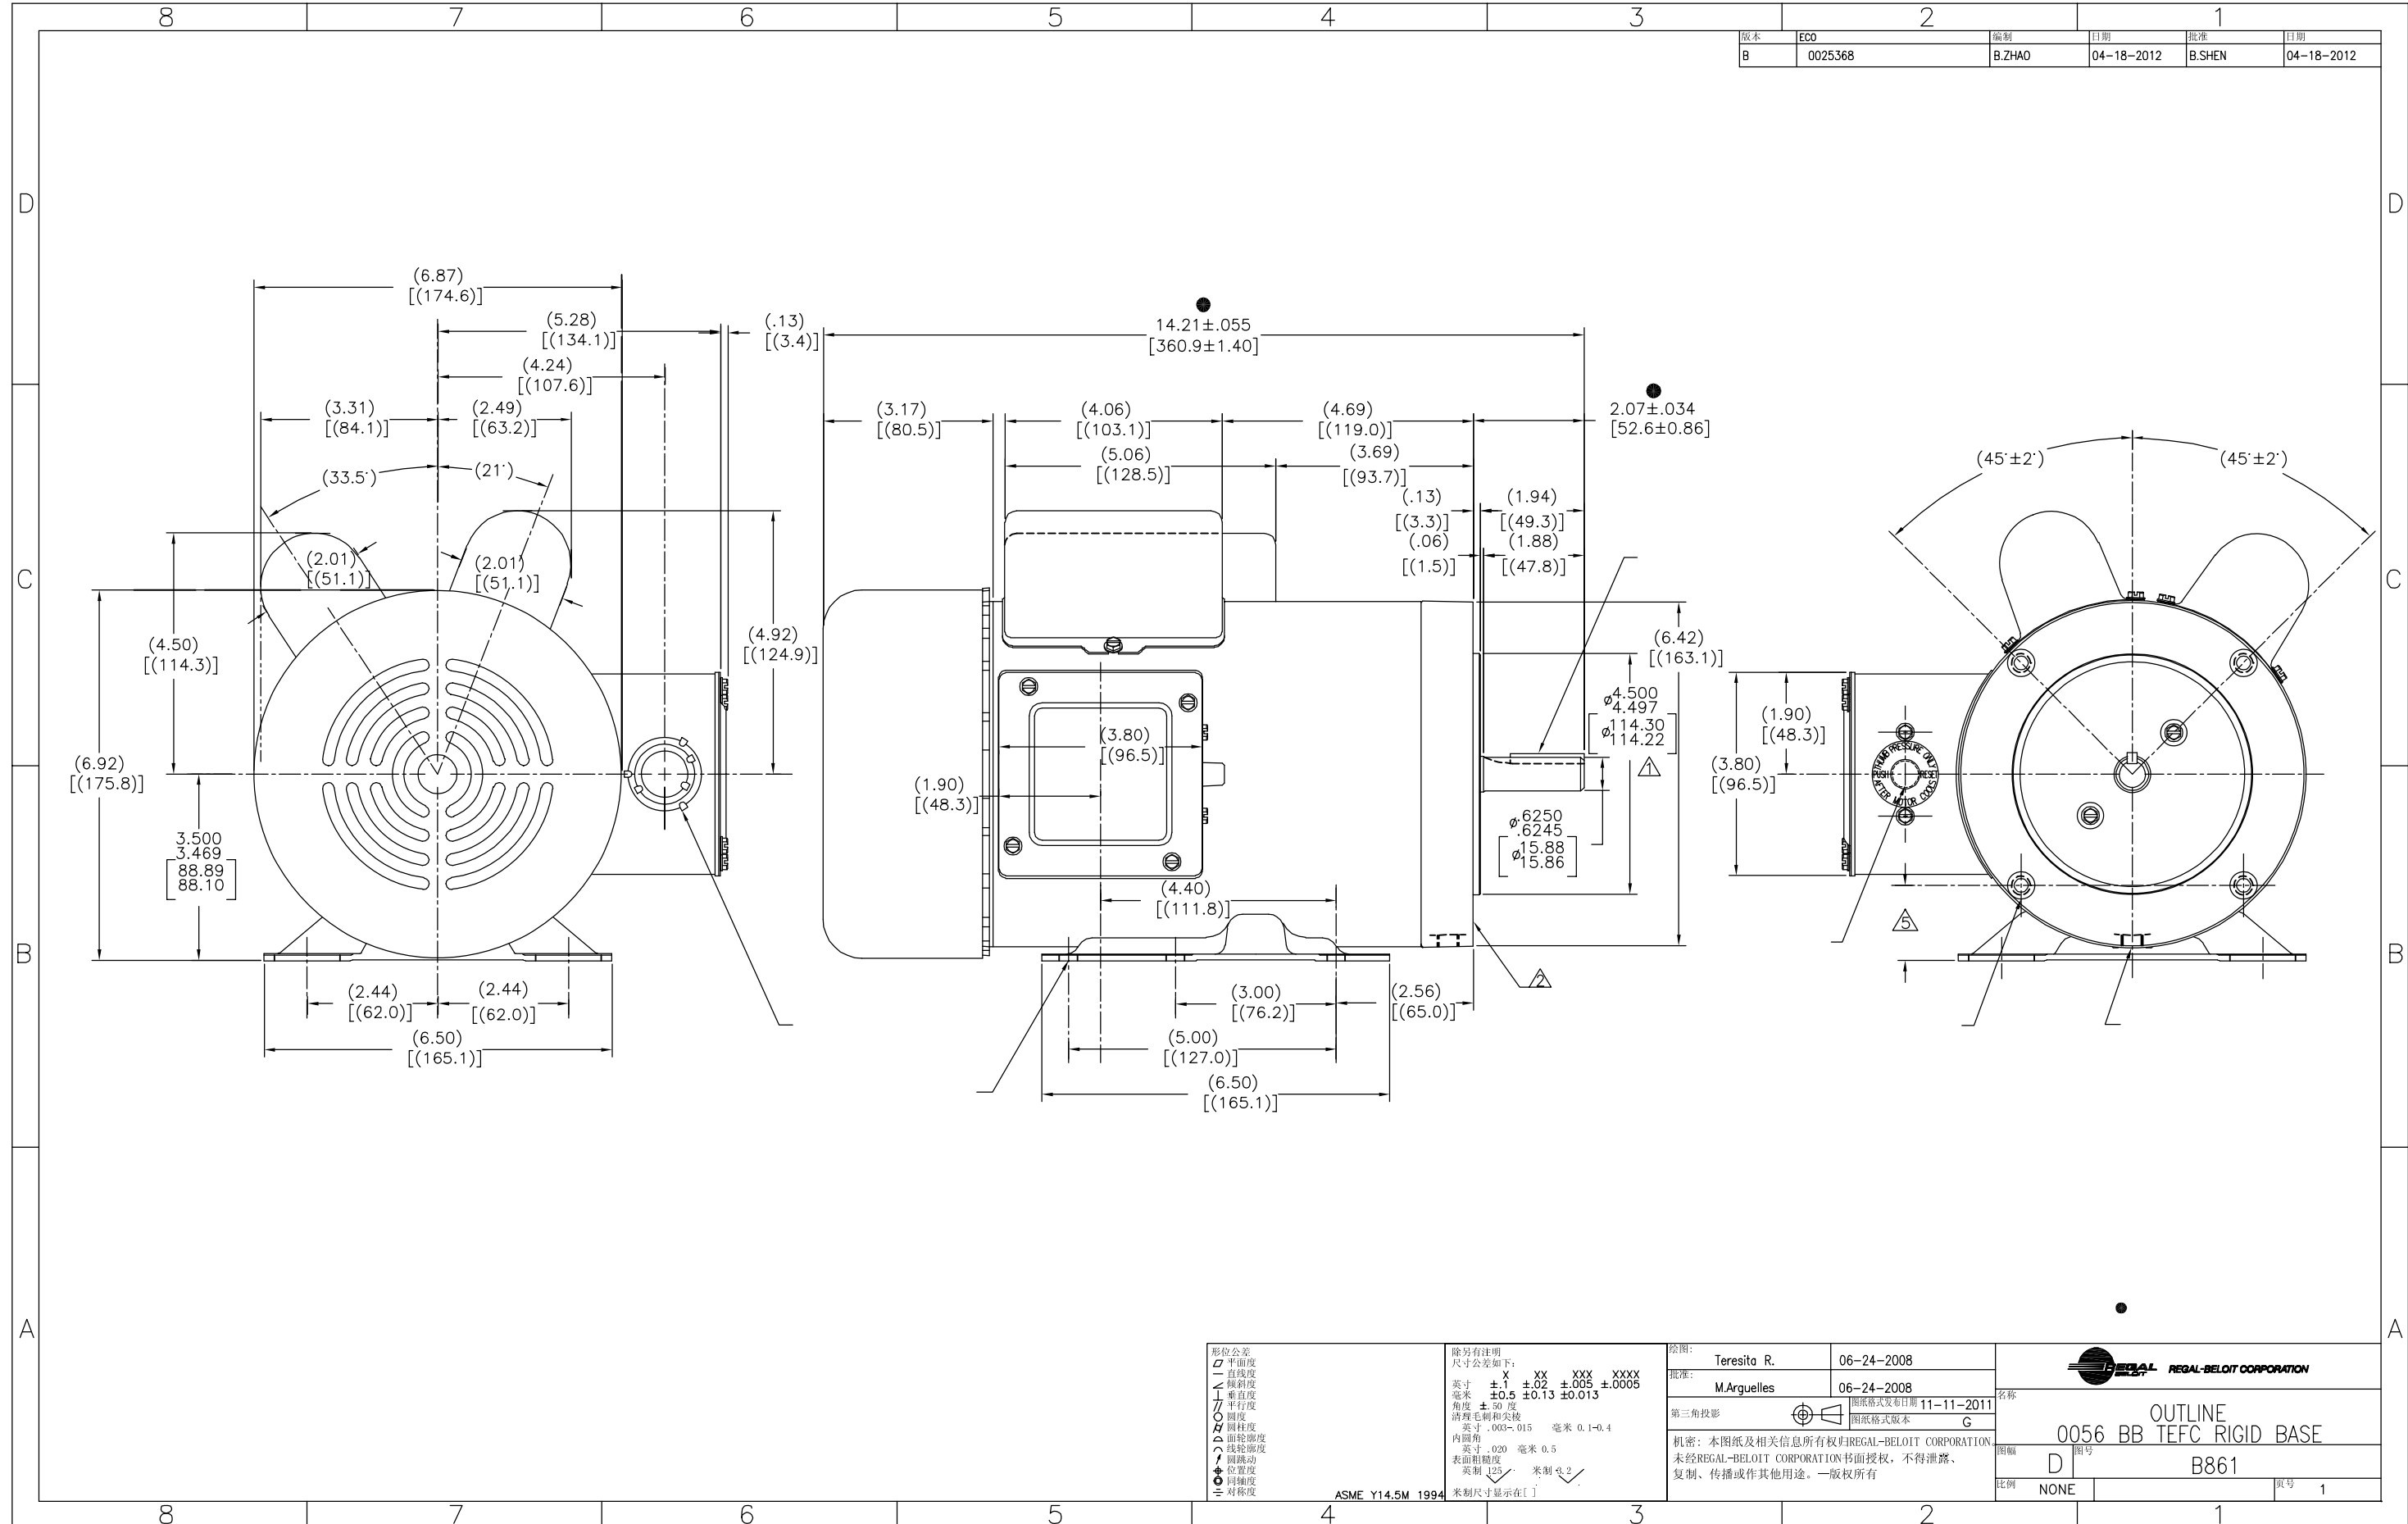 8 7 6 5 4 3 2 1
版本 ECO 编制 日期 批准 日期
B 0025368 B.ZHAO 04-18-2012 B.SHEN 04-18-2012
D D
C C
B B
A A
(6.87)
[(174.6)]
(5.28)
[(134.1)]
(.13)
[(3.4)]
(4.24)
[(107.6)]
(3.31)
[(84.1)]
(2.49)
[(63.2)]
(33.5°)
(21°)
(2.01)
[(51.1)]
(2.01)
[(51.1)]
(4.50)
[(114.3)]
(4.92)
[(124.9)]
(6.92)
[(175.8)]
3.500
3.469
[88.89
88.10]
(2.44)
[(62.0)]
(2.44)
[(62.0)]
(6.50)
[(165.1)]
14.21±.055
[360.9±1.40]
2.07±.034
[52.6±0.86]
(3.17)
[(80.5)]
(4.06)
[(103.1)]
(4.69)
[(119.0)]
(5.06)
[(128.5)]
(3.69)
[(93.7)]
(.13)
[(3.3)]
(1.94)
[(49.3)]
(.06)
[(1.5)]
(1.88)
[(47.8)]
(6.42)
[(163.1)]
ø4.500
4.497
[ø114.30
ø114.22]
1
ø.6250
.6245
[ø15.88
15.86]
(3.80)
[(96.5)]
(1.90)
[(48.3)]
(4.40)
[(111.8)]
2
(3.00)
[(76.2)]
(2.56)
[(65.0)]
(5.00)
[(127.0)]
(6.50)
[(165.1)]
(45°±2°)
(45°±2°)
(1.90)
[(48.3)]
(3.80)
[(96.5)]
THUMB PRESSURE ONLY
PUSH RESET
AFTER MOTOR COOLS
5
形位公差
平面度
直线度
倾斜度
垂直度
平行度
圆度
圆柱度
面轮廓度
线轮廓度
圆跳动
位置度
同轴度
对称度
ASME Y14.5M 1994
除另有注明
尺寸公差如下:
X XX XXX XXXX
英寸 ±.1 ±.02 ±.005 ±.0005
毫米 ±0.5 ±0.13 ±0.013
角度 ±.50 度
清理毛刺和尖棱
英寸 .003-.015 毫米 0.1-0.4
内圆角
英寸 .020 毫米 0.5
表面粗糙度
英制 125 米制 3.2
米制尺寸显示在[ ]
绘图: Teresita R. 06-24-2008
批准: M.Arguelles 06-24-2008
第三角投影
图纸格式发布日期 11-11-2011
图纸格式版本 G
机密: 本图纸及相关信息所有权归REGAL-BELOIT CORPORATION。
未经REGAL-BELOIT CORPORATION书面授权, 不得泄露、
复制、传播或作其他用途。—版权所有
REGAL BELOIT REGAL-BELOIT CORPORATION
名称
OUTLINE
0056 BB TEFC RIGID BASE
图幅 D 图号 B861
比例 NONE 页号 1
8 7 6 5 4 3 2 1